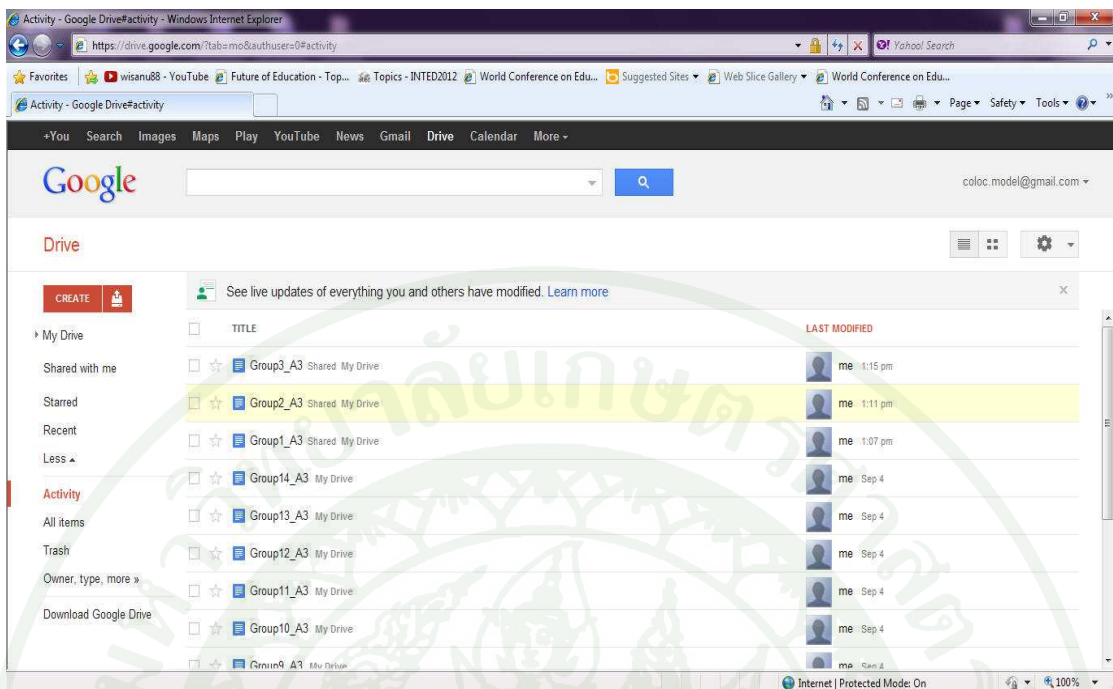 Activity - Google Drive#activity - Windows Internet Explorer
https://drive.google.com/?tab=mo&authuser=0#activity
Yahoo! Search
Favorites wisanu88 - YouTube Future of Education - Top... Topics - INTED2012 World Conference on Edu... Suggested Sites Web Slice Gallery World Conference on Edu...
Activity - Google Drive#activity
Page Safety Tools
+You Search Images Maps Play YouTube News Gmail Drive Calendar More
Google
coloc.model@gmail.com
Drive
CREATE
My Drive
Shared with me
Starred
Recent
Less
Activity
All items
Trash
Owner, type, more »
Download Google Drive
See live updates of everything you and others have modified. Learn more
TITLE LAST MODIFIED
Group3_A3 Shared My Drive me 1:15 pm
Group2_A3 Shared My Drive me 1:11 pm
Group1_A3 Shared My Drive me 1:07 pm
Group14_A3 My Drive me Sep 4
Group13_A3 My Drive me Sep 4
Group12_A3 My Drive me Sep 4
Group11_A3 My Drive me Sep 4
Group10_A3 My Drive me Sep 4
Group9_A3 My Drive me Sep 4
Internet | Protected Mode: On 100%